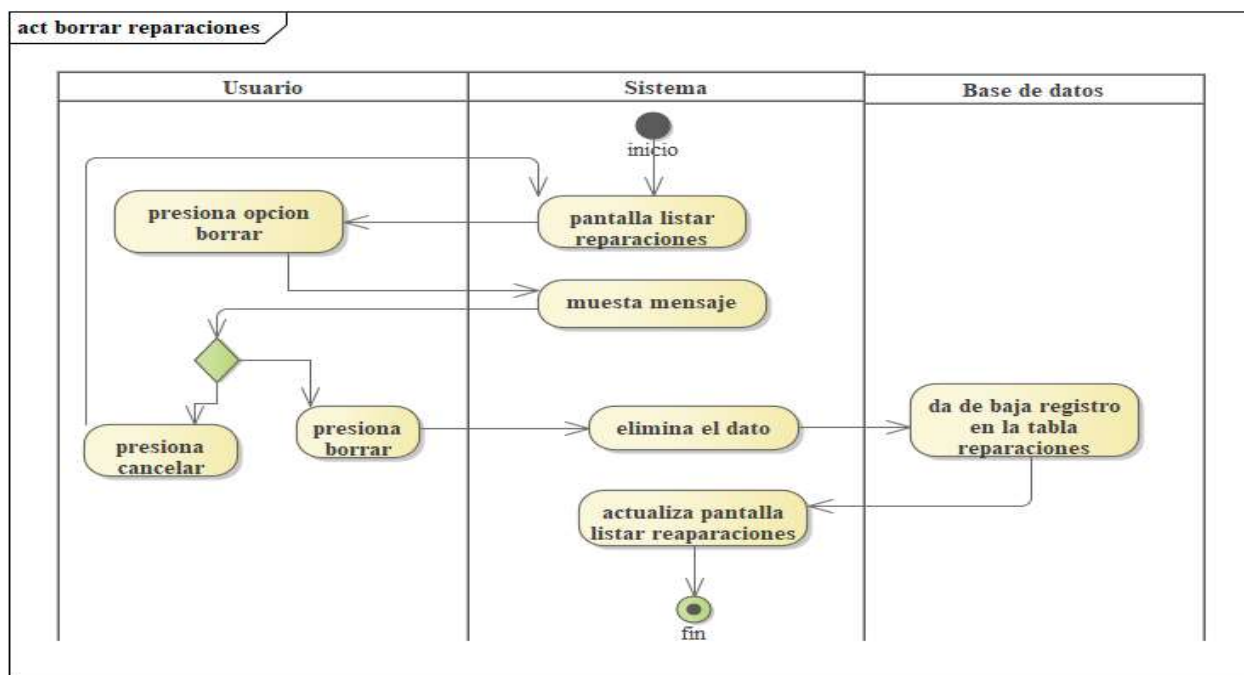 act borrar reparaciones
Usuario
Sistema
Base de datos
inicio
presiona opcion
borrar
pantalla listar
reparaciones
muesta mensaje
presiona
cancelar
presiona
borrar
elimina el dato
da de baja registro
en la tabla
reparaciones
actualiza pantalla
listar reaparaciones
fin